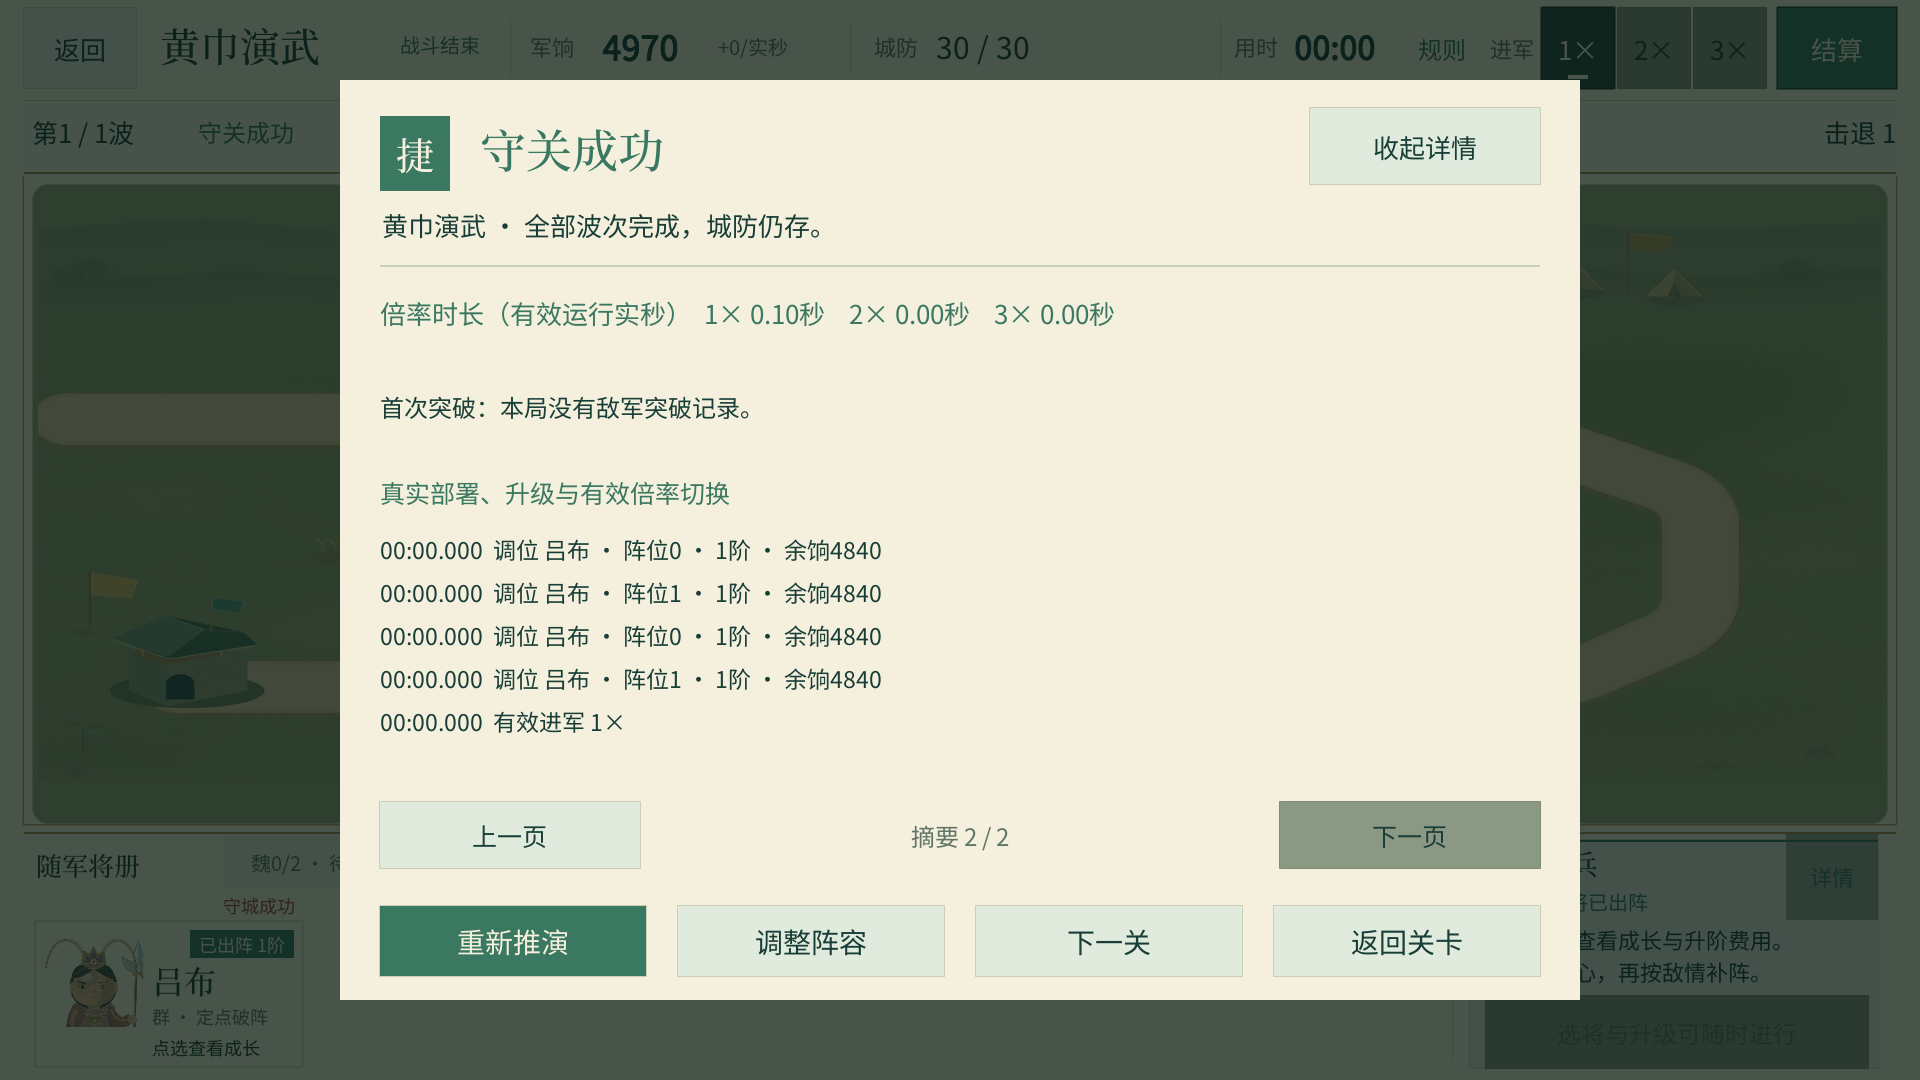 返回
黄巾演武
战斗结束
军饷 4970 +0/实秒
城防 30 / 30
用时 00:00
规则
进军
1×
2×
3×
结算
第1 / 1波
守关成功
击退 1
捷
守关成功
收起详情
黄巾演武 · 全部波次完成，城防仍存。
倍率时长（有效运行实秒） 1× 0.10秒 2× 0.00秒 3× 0.00秒
首次突破：本局没有敌军突破记录。
真实部署、升级与有效倍率切换
00:00.000 调位 吕布 · 阵位0 · 1阶 · 余饷4840
00:00.000 调位 吕布 · 阵位1 · 1阶 · 余饷4840
00:00.000 调位 吕布 · 阵位0 · 1阶 · 余饷4840
00:00.000 调位 吕布 · 阵位1 · 1阶 · 余饷4840
00:00.000 有效进军 1×
上一页
摘要 2 / 2
下一页
重新推演
调整阵容
下一关
返回关卡
随军将册
魏0/2 ·
守城成功
已出阵 1阶
吕布
群 · 定点破阵
点选查看成长
兵
详情
将已出阵
查看成长与升阶费用。
心，再按敌情补阵。
选将与升级可随时进行